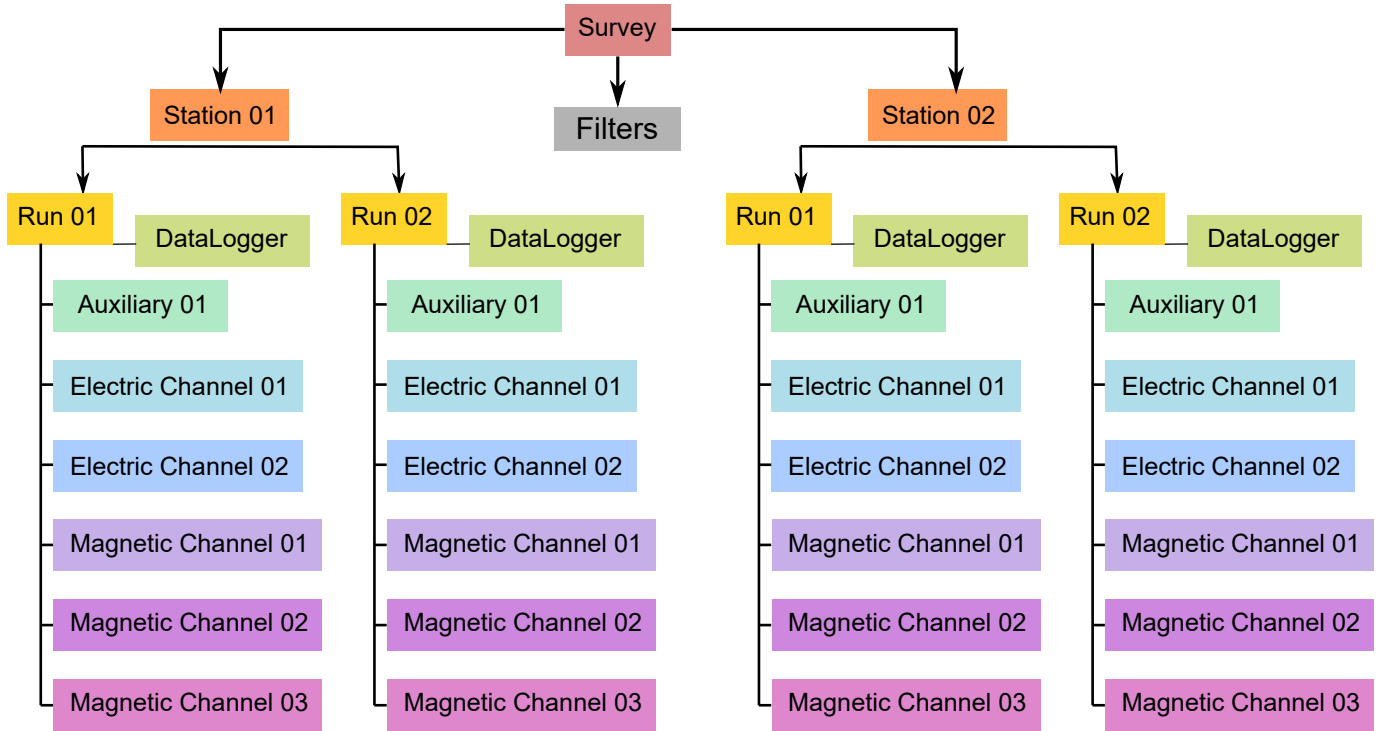 Survey
Station 01
Filters
Station 02
Run 01
DataLogger
Auxiliary 01
Electric Channel 01
Electric Channel 02
Magnetic Channel 01
Magnetic Channel 02
Magnetic Channel 03
Run 02
DataLogger
Auxiliary 01
Electric Channel 01
Electric Channel 02
Magnetic Channel 01
Magnetic Channel 02
Magnetic Channel 03
Run 01
DataLogger
Auxiliary 01
Electric Channel 01
Electric Channel 02
Magnetic Channel 01
Magnetic Channel 02
Magnetic Channel 03
Run 02
DataLogger
Auxiliary 01
Electric Channel 01
Electric Channel 02
Magnetic Channel 01
Magnetic Channel 02
Magnetic Channel 03